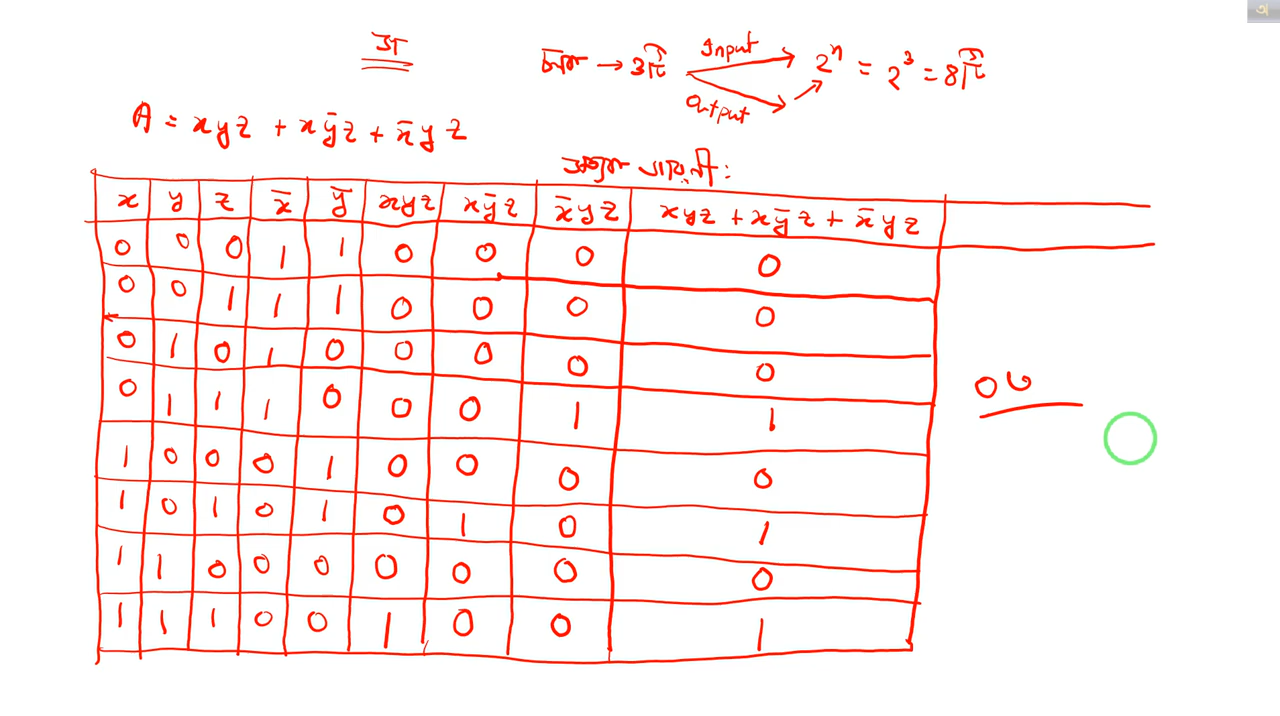 চলক → 3টি Input 2ⁿ = 2³ = 8টি
Output
A = xyz + xȳz + x̄yz
সারণী:
x y z x̄ ȳ xyz xȳz x̄yz xyz + xȳz + x̄yz
0 0 0 1 1 0 0 0 0
0 0 1 1 1 0 0 0 0
0 1 0 1 0 0 0 0 0
0 1 1 1 0 0 0 1 1
1 0 0 0 1 0 0 0 0
1 0 1 0 1 0 1 0 1
1 1 0 0 0 0 0 0 0
1 1 1 0 0 1 0 0 1